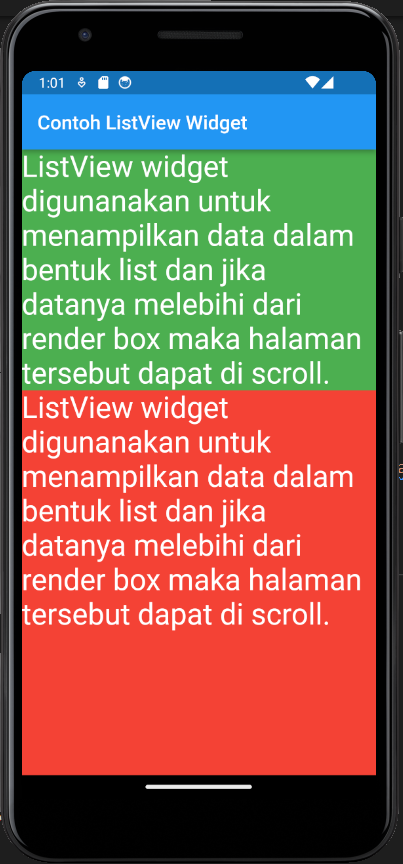 1:01
Contoh ListView Widget
ListView widget
digunanakan untuk
menampilkan data dalam
bentuk list dan jika
datanya melebihi dari
render box maka halaman
tersebut dapat di scroll.
ListView widget
digunanakan untuk
menampilkan data dalam
bentuk list dan jika
datanya melebihi dari
render box maka halaman
tersebut dapat di scroll.